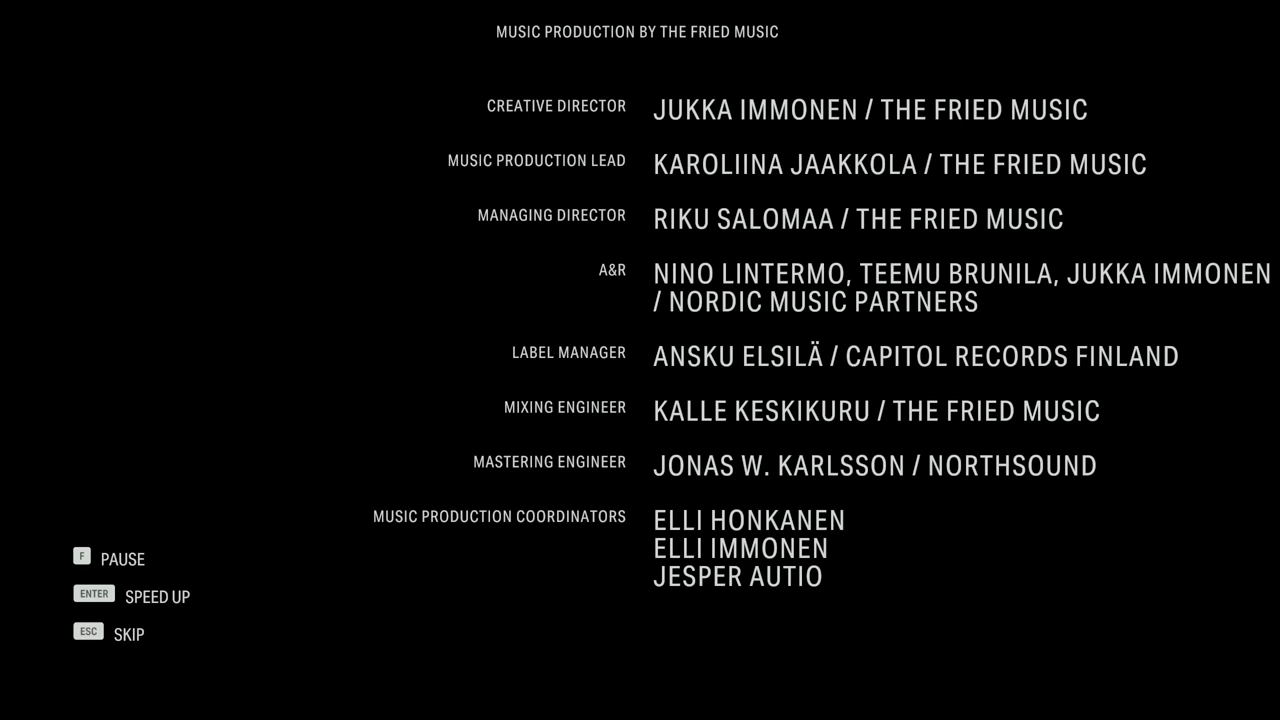 MUSIC PRODUCTION BY THE FRIED MUSIC
CREATIVE DIRECTOR JUKKA IMMONEN / THE FRIED MUSIC
MUSIC PRODUCTION LEAD KAROLIINA JAAKKOLA / THE FRIED MUSIC
MANAGING DIRECTOR RIKU SALOMAA / THE FRIED MUSIC
A&R NINO LINTERMO, TEEMU BRUNILA, JUKKA IMMONEN
/ NORDIC MUSIC PARTNERS
LABEL MANAGER ANSKU ELSILÄ / CAPITOL RECORDS FINLAND
MIXING ENGINEER KALLE KESKIKURU / THE FRIED MUSIC
MASTERING ENGINEER JONAS W. KARLSSON / NORTHSOUND
MUSIC PRODUCTION COORDINATORS ELLI HONKANEN
ELLI IMMONEN
JESPER AUTIO
F PAUSE
ENTER SPEED UP
ESC SKIP